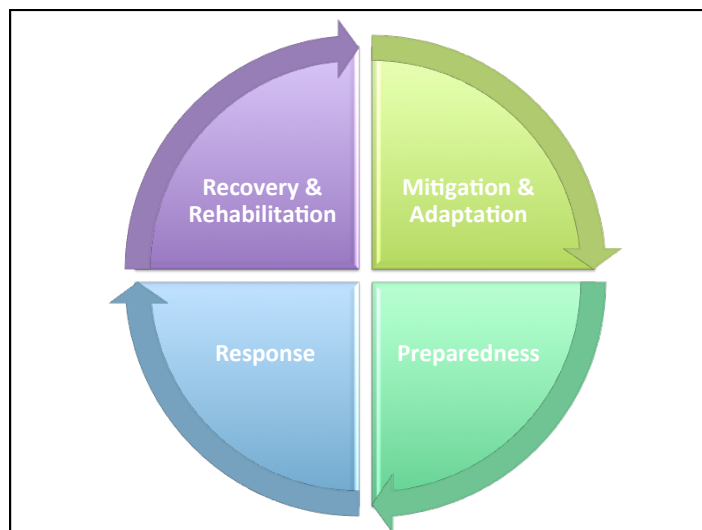 Recovery &
Rehabilitation
Mitigation &
Adaptation
Response
Preparedness